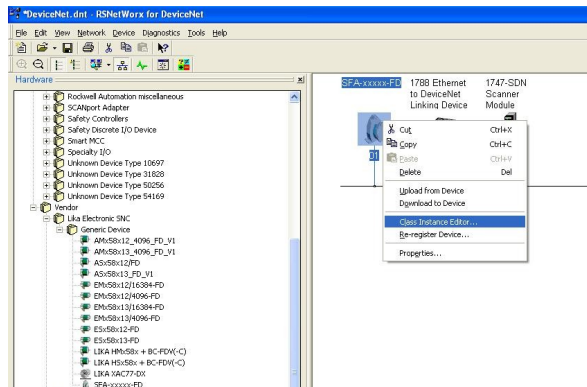 *DeviceNet.dnt - RSNetWorx for DeviceNet
File Edit View Network Device Diagnostics Tools Help
Hardware
Rockwell Automation miscellaneous
SCANport Adapter
Safety Controllers
Safety Discrete I/O Device
Smart MCC
Specialty I/O
Unknown Device Type 10697
Unknown Device Type 31828
Unknown Device Type 50256
Unknown Device Type 54169
Vendor
Lika Electronic SNC
Generic Device
AMx58x12_4096_FD_V1
AMx58x13_4096_FD_V1
ASx58x12/FD
ASx58x13_FD_V1
EMx58x12/16384-FD
EMx58x12/4096-FD
EMx58x13/16384-FD
EMx58x13/4096-FD
ESx58x12-FD
ESx58x13-FD
LIKA HMx58x + BC-FDV(-C)
LIKA HSx58x + BC-FDV(-C)
LIKA XAC77-DX
SFA-xxxxx-FD
SFA-xxxxx-FD
1788 Ethernet
to DeviceNet
Linking Device
1747-SDN
Scanner
Module
01
Cut Ctrl+X
Copy Ctrl+C
Paste Ctrl+V
Delete Del
Upload from Device
Download to Device
Class Instance Editor...
Re-register Device...
Properties...